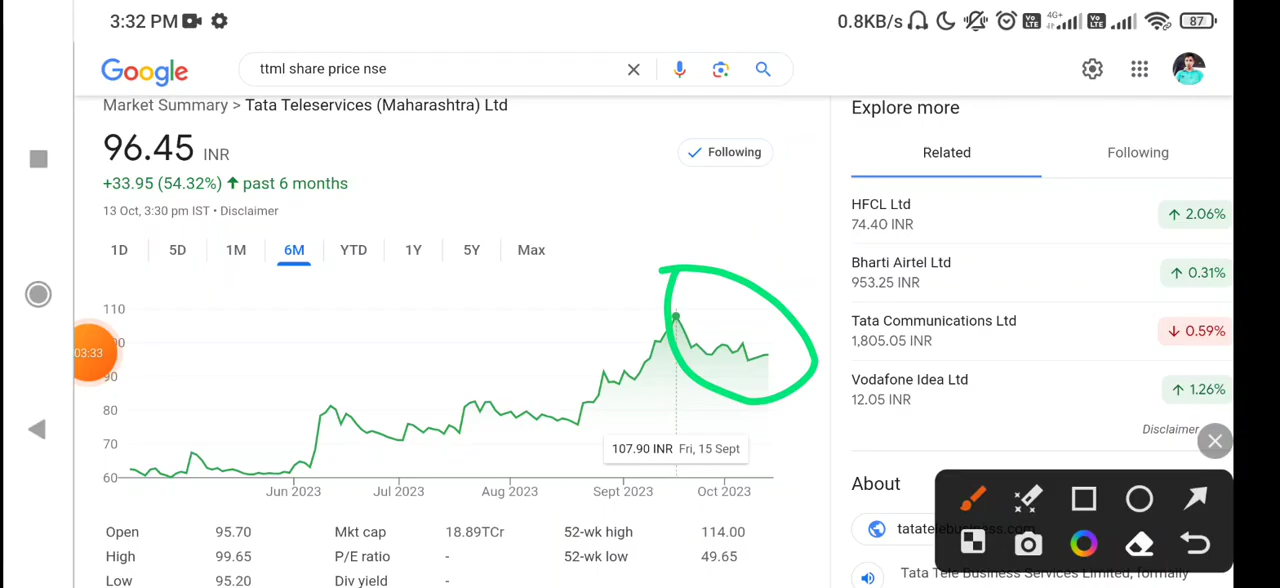 3:32 PM
0.8KB/s
4G+
Vo LTE
Vo LTE
87
Google
ttml share price nse
Market Summary > Tata Teleservices (Maharashtra) Ltd
96.45 INR
Following
+33.95 (54.32%) ↑ past 6 months
13 Oct, 3:30 pm IST • Disclaimer
1D 5D 1M 6M YTD 1Y 5Y Max
110
03:33
90
80
70
60
107.90 INR Fri, 15 Sept
Jun 2023 Jul 2023 Aug 2023 Sept 2023 Oct 2023
Open 95.70 Mkt cap 18.89TCr 52-wk high 114.00
High 99.65 P/E ratio - 52-wk low 49.65
Low 95.20 Div yield -
Explore more
Related Following
HFCL Ltd
74.40 INR
↑ 2.06%
Bharti Airtel Ltd
953.25 INR
↑ 0.31%
Tata Communications Ltd
1,805.05 INR
↓ 0.59%
Vodafone Idea Ltd
12.05 INR
↑ 1.26%
Disclaimer
About
tatatelebusiness.com
Tata Tele Business Services Limited, formally